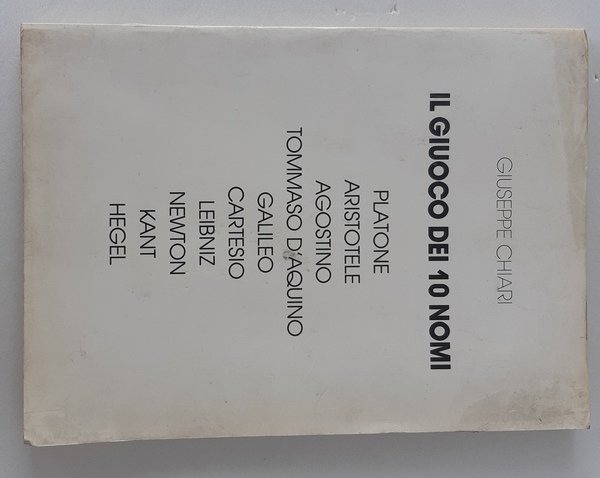 GIUSEPPE CHIARI
IL GIUOCO DEI 10 NOMI
PLATONE
ARISTOTELE
AGOSTINO
TOMMASO D'AQUINO
GALILEO
CARTESIO
LEIBNIZ
NEWTON
KANT
HEGEL